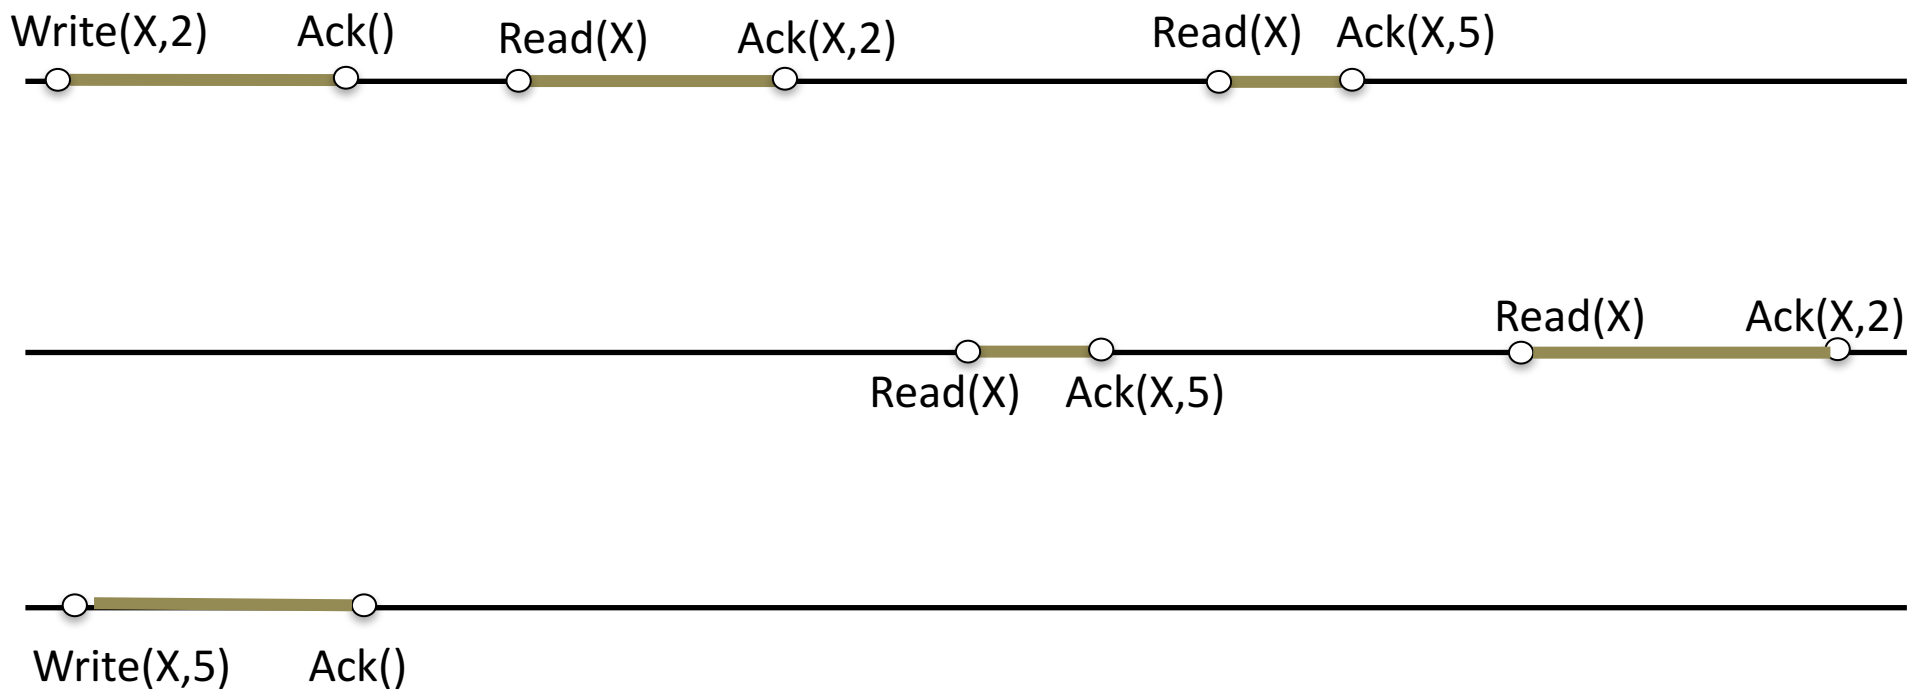 Write(X,2) Ack() Read(X) Ack(X,2) Read(X) Ack(X,5)
Read(X) Ack(X,2)
Read(X) Ack(X,5)
Write(X,5) Ack()